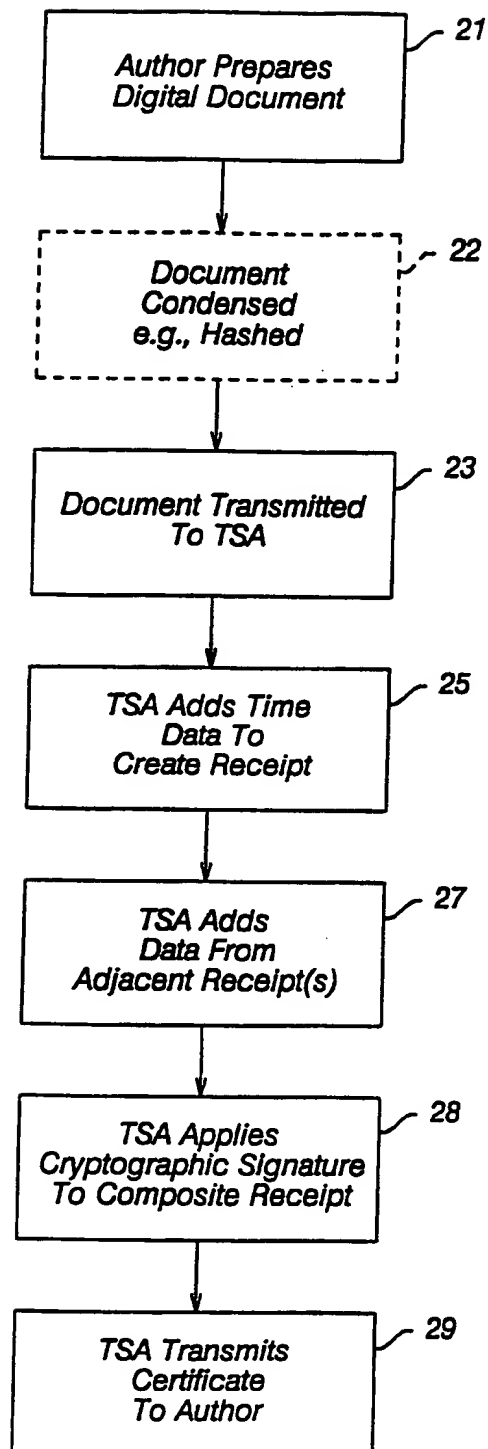 21
Author Prepares
Digital Document
22
Document
Condensed
e.g., Hashed
23
Document Transmitted
To TSA
25
TSA Adds Time
Data To
Create Receipt
27
TSA Adds
Data From
Adjacent Receipt(s)
28
TSA Applies
Cryptographic Signature
To Composite Receipt
29
TSA Transmits
Certificate
To Author